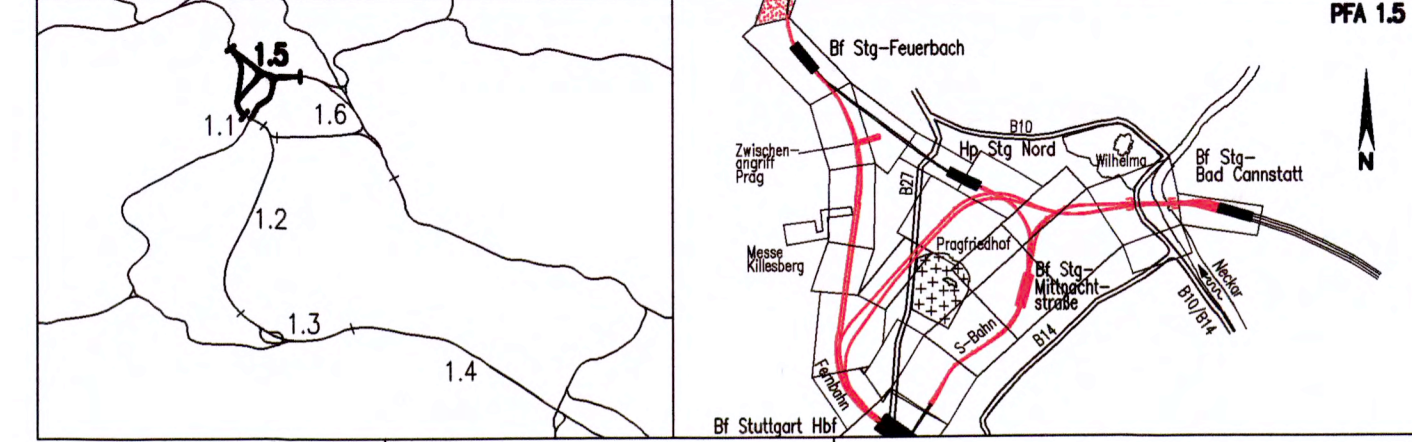 1.5
1.1
1.6
1.2
1.3
1.4
PFA 1.5
Bf Stg-Feuerbach
N
B10
Zwischen-
angriff
Prag
Hp Stg Nord
Wilhelma
Bf Stg-
Bad Cannstatt
B27
Messe
Killesberg
Pragfriedhof
Bf Stg-
Mittnacht-
straße
Neckar
B10/B14
S-Bahn
B14
Fernbahn
Bf Stuttgart Hbf